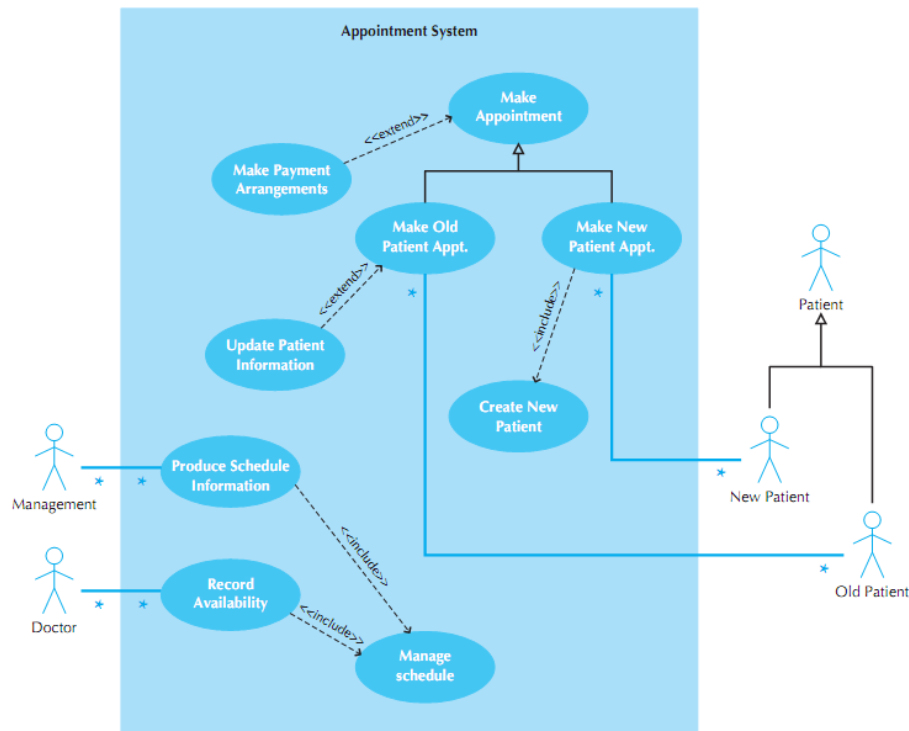 Appointment System
Make
Appointment
<<extend>>
Make Payment
Arrangements
Make Old
Patient Appt.
Make New
Patient Appt.
*
*
<<extend>>
<<include>>
Patient
Update Patient
Information
Create New
Patient
Management
*
*
Produce Schedule
Information
*
New Patient
<<include>>
Doctor
*
*
Record
Availability
*
Old Patient
<<include>>
Manage
schedule